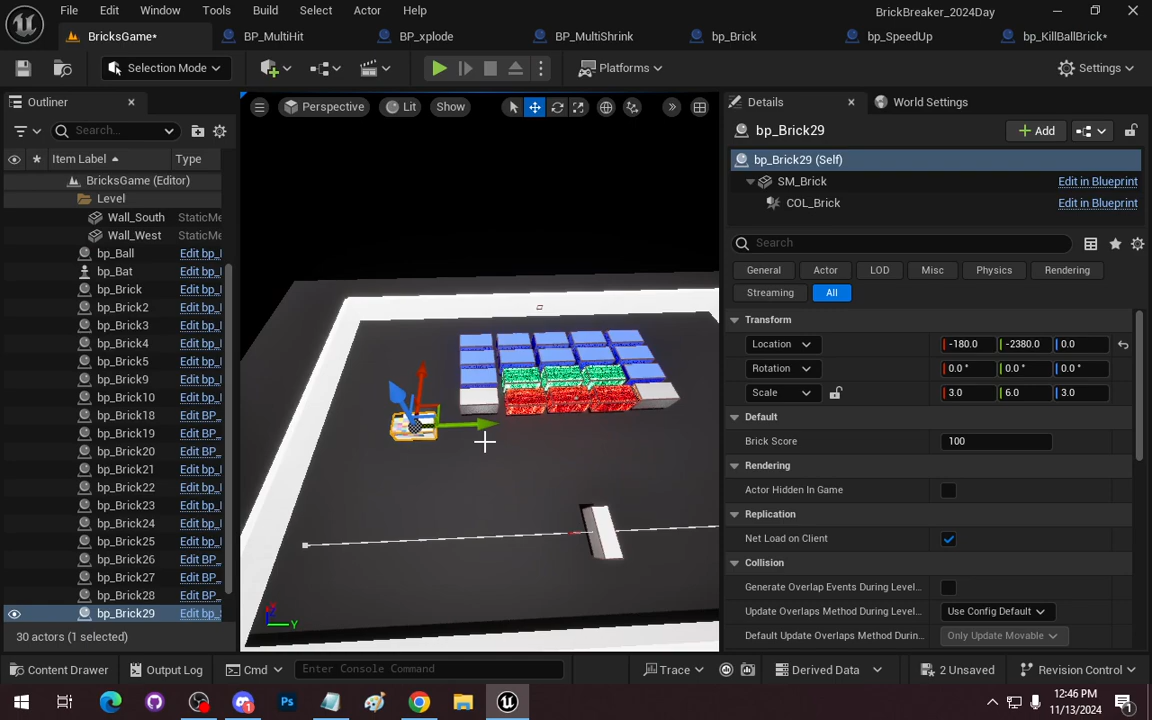 File Edit Window Tools Build Select Actor Help BrickBreaker_2024Day
BricksGame* BP_MultiHit BP_xplode BP_MultiShrink bp_Brick bp_SpeedUp bp_KillBallBrick*
Selection Mode Platforms Settings
Outliner
Search...
Item Label Type
BricksGame (Editor)
Level
Wall_South StaticMe
Wall_West StaticMe
bp_Ball Edit bp_
bp_Bat Edit bp_
bp_Brick Edit bp_
bp_Brick2 Edit bp_
bp_Brick3 Edit bp_
bp_Brick4 Edit bp_
bp_Brick5 Edit bp_
bp_Brick9 Edit bp_
bp_Brick10 Edit bp_
bp_Brick18 Edit BP_
bp_Brick19 Edit BP_
bp_Brick20 Edit BP_
bp_Brick21 Edit bp_
bp_Brick22 Edit bp_
bp_Brick23 Edit bp_
bp_Brick24 Edit bp_
bp_Brick25 Edit bp_
bp_Brick26 Edit BP_
bp_Brick27 Edit BP_
bp_Brick28 Edit BP_
bp_Brick29 Edit bp_
30 actors (1 selected)
Perspective Lit Show
Y
Details World Settings
bp_Brick29 Add
bp_Brick29 (Self)
SM_Brick Edit in Blueprint
COL_Brick Edit in Blueprint
Search
General Actor LOD Misc Physics Rendering
Streaming All
Transform
Location -180.0 -2380.0 0.0
Rotation 0.0 ° 0.0 ° 0.0 °
Scale 3.0 6.0 3.0
Default
Brick Score 100
Rendering
Actor Hidden In Game
Replication
Net Load on Client
Collision
Generate Overlap Events During Level...
Update Overlaps Method During Level... Use Config Default
Default Update Overlaps Method Durin... Only Update Movable
Content Drawer Output Log Cmd Enter Console Command Trace Derived Data 2 Unsaved Revision Control
12:46 PM
11/13/2024